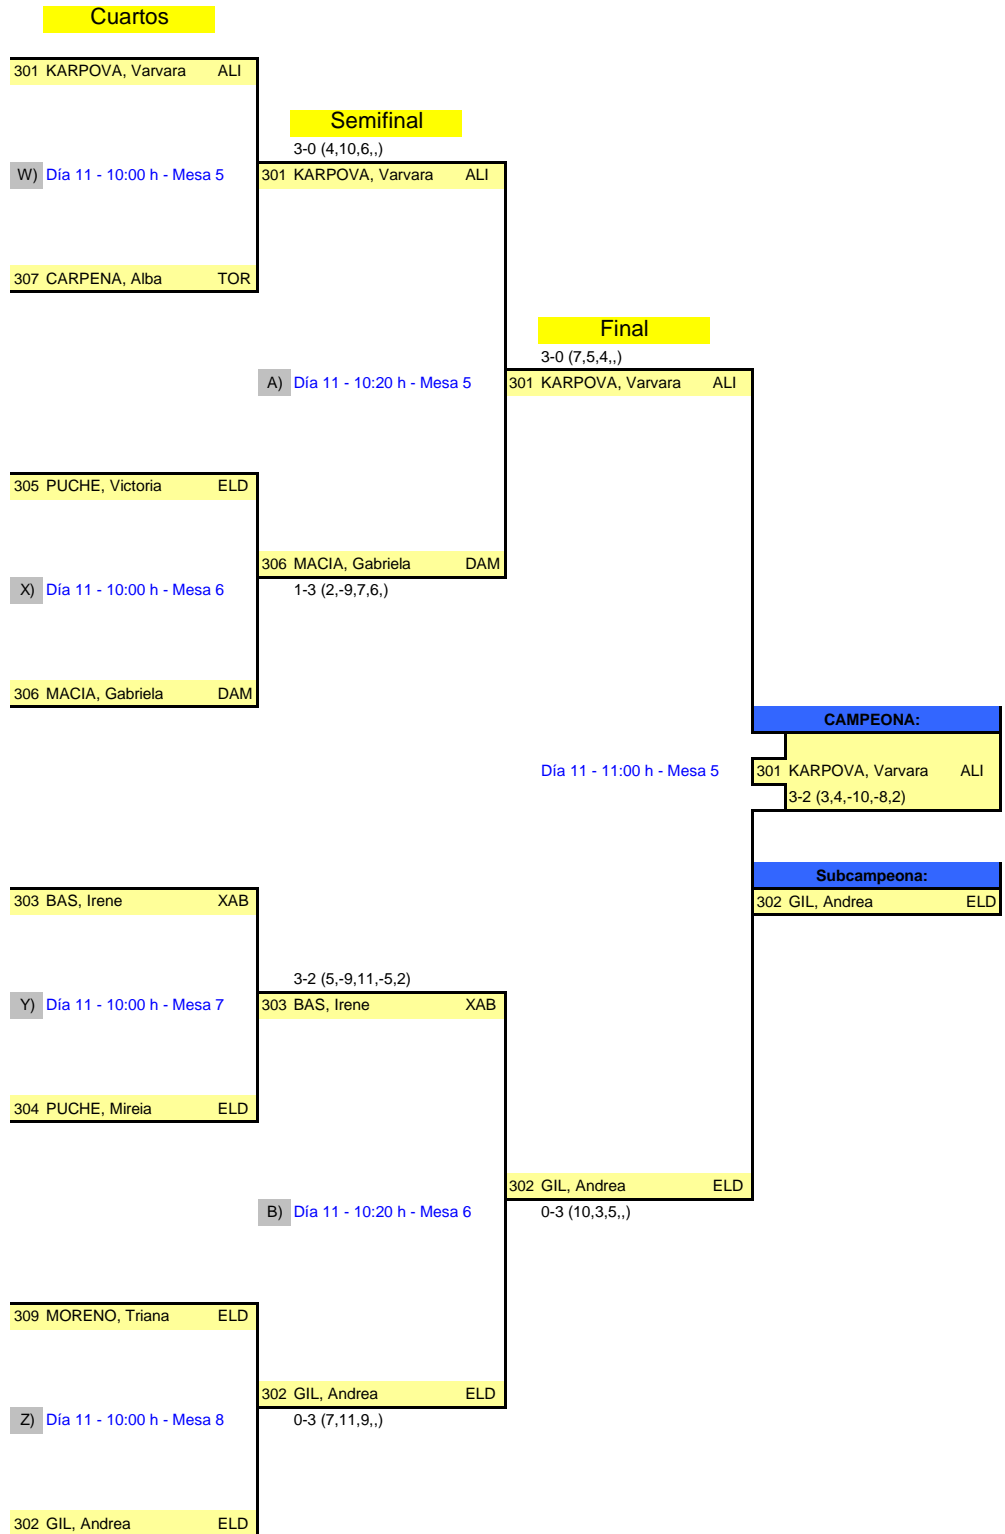 Cuartos
301 KARPOVA, Varvara ALI
Semifinal
3-0 (4,10,6,,)
W) Día 11 - 10:00 h - Mesa 5
301 KARPOVA, Varvara ALI
307 CARPENA, Alba TOR
Final
3-0 (7,5,4,,)
A) Día 11 - 10:20 h - Mesa 5
301 KARPOVA, Varvara ALI
305 PUCHE, Victoria ELD
306 MACIA, Gabriela DAM
X) Día 11 - 10:00 h - Mesa 6
1-3 (2,-9,7,6,)
306 MACIA, Gabriela DAM
CAMPEONA:
Día 11 - 11:00 h - Mesa 5
301 KARPOVA, Varvara ALI
3-2 (3,4,-10,-8,2)
Subcampeona:
303 BAS, Irene XAB
302 GIL, Andrea ELD
3-2 (5,-9,11,-5,2)
Y) Día 11 - 10:00 h - Mesa 7
303 BAS, Irene XAB
304 PUCHE, Mireia ELD
302 GIL, Andrea ELD
B) Día 11 - 10:20 h - Mesa 6
0-3 (10,3,5,,)
309 MORENO, Triana ELD
302 GIL, Andrea ELD
Z) Día 11 - 10:00 h - Mesa 8
0-3 (7,11,9,,)
302 GIL, Andrea ELD